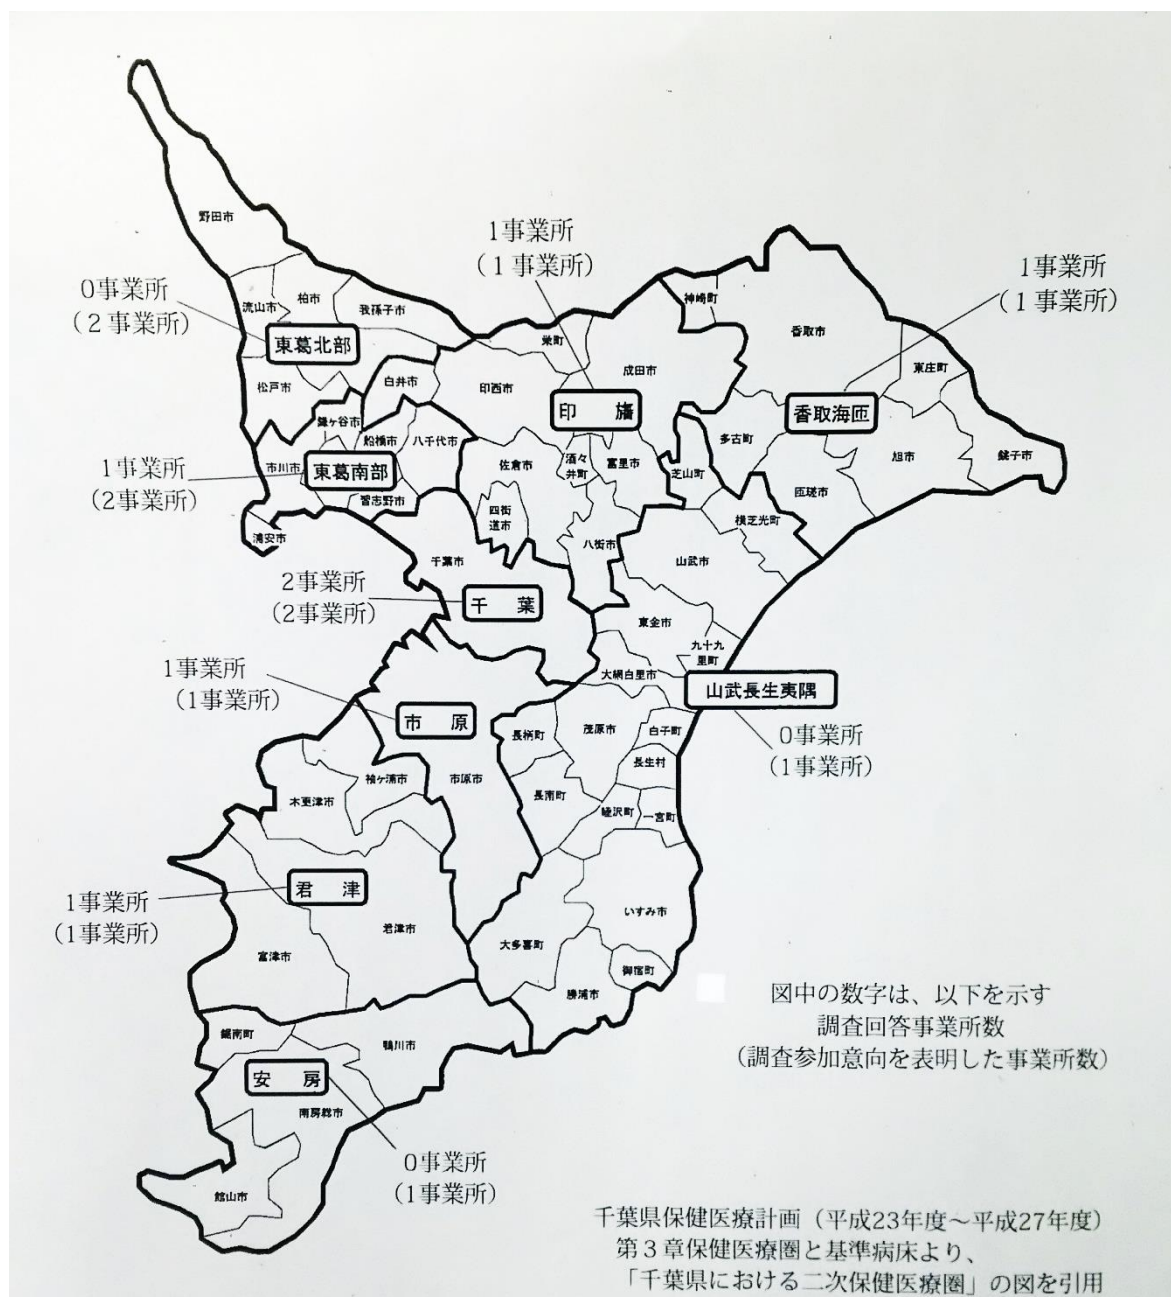 野田市
1事業所
(1事業所)
1事業所
(1事業所)
0事業所
(2事業所)
流山市
柏市
我孫子市
神崎町
香取市
栄町
成田市
東庄町
東葛北部
松戸市
白井市
印西市
印旛
香取海匝
鎌ヶ谷市
船橋市
八千代市
多古町
旭市
銚子市
1事業所
(2事業所)
市川市
東葛南部
習志野市
佐倉市
酒々井町
富里市
芝山町
匝瑳市
四街道市
横芝光町
浦安市
千葉市
八街市
山武市
2事業所
(2事業所)
千葉
東金市
九十九里町
1事業所
(1事業所)
大網白里市
山武長生夷隅
0事業所
(1事業所)
市原
長柄町
茂原市
白子町
長生村
袖ヶ浦市
市原市
木更津市
長南町
睦沢町
一宮町
君津
1事業所
(1事業所)
君津市
富津市
いすみ市
大多喜町
御宿町
勝浦市
図中の数字は、以下を示す
調査回答事業所数
(調査参加意向を表明した事業所数)
鋸南町
鴨川市
安房
南房総市
0事業所
(1事業所)
館山市
千葉県保健医療計画(平成23年度~平成27年度)
第3章保健医療圏と基準病床より、
「千葉県における二次保健医療圏」の図を引用